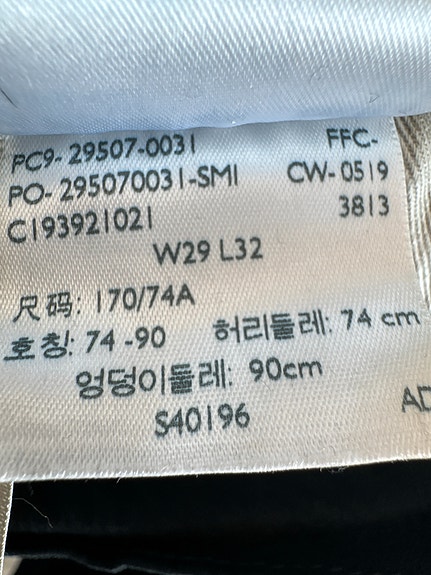 PC9- 29507-0031 FFC-
PO- 295070031-SM1 CW- 0519
C193921021 3813
W29 L32
尺码: 170/74A
호칭: 74 -90 허리둘레: 74 cm
엉덩이둘레: 90cm
S40196
AD